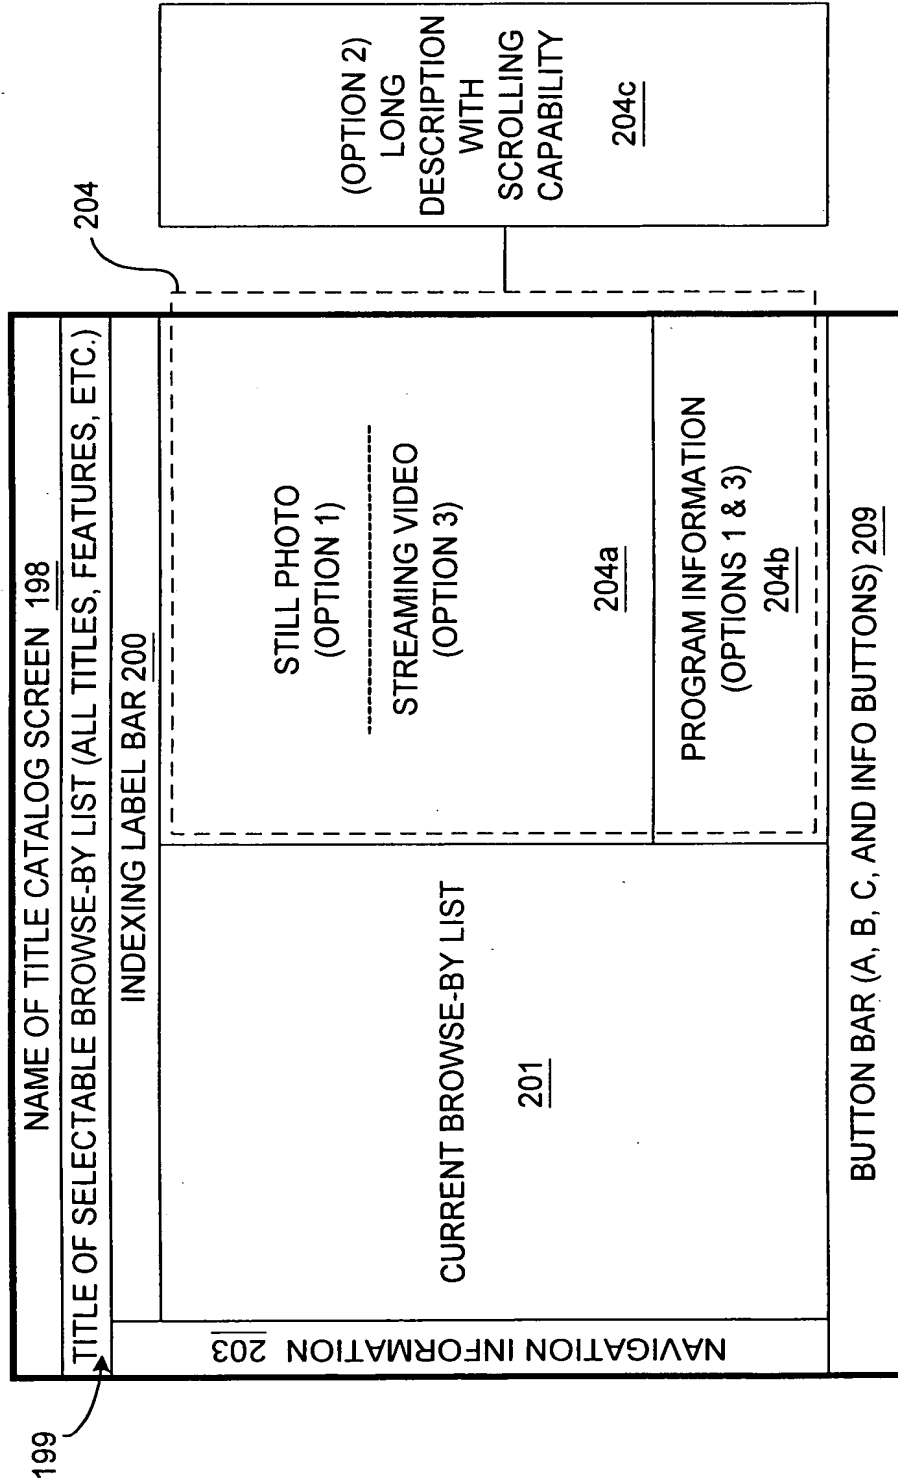 NAME OF TITLE CATALOG SCREEN 198
199
TITLE OF SELECTABLE BROWSE-BY LIST (ALL TITLES, FEATURES, ETC.)
204
INDEXING LABEL BAR 200
NAVIGATION INFORMATION 203
CURRENT BROWSE-BY LIST
201
STILL PHOTO
(OPTION 1)
STREAMING VIDEO
(OPTION 3)
204a
PROGRAM INFORMATION
(OPTIONS 1 & 3)
204b
(OPTION 2)
LONG
DESCRIPTION
WITH
SCROLLING
CAPABILITY
204c
BUTTON BAR (A, B, C, AND INFO BUTTONS) 209